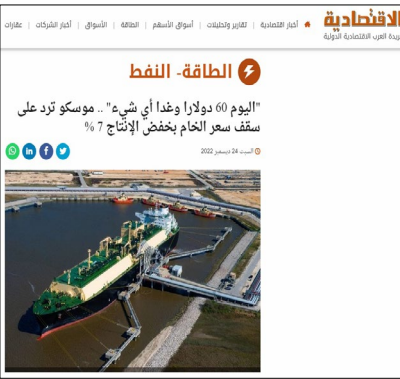 الاقتصادية
جريدة العرب الاقتصادية الدولية
أخبار اقتصادية | تقارير وتحليلات | أسواق الأسهم | الطاقة | الأسواق | أخبار الشركات | عقارات
الطاقة- النفط
"اليوم 60 دولارا وغدا أي شيء" .. موسكو ترد على
سقف سعر الخام بخفض الإنتاج 7 %
السبت 24 ديسمبر 2022